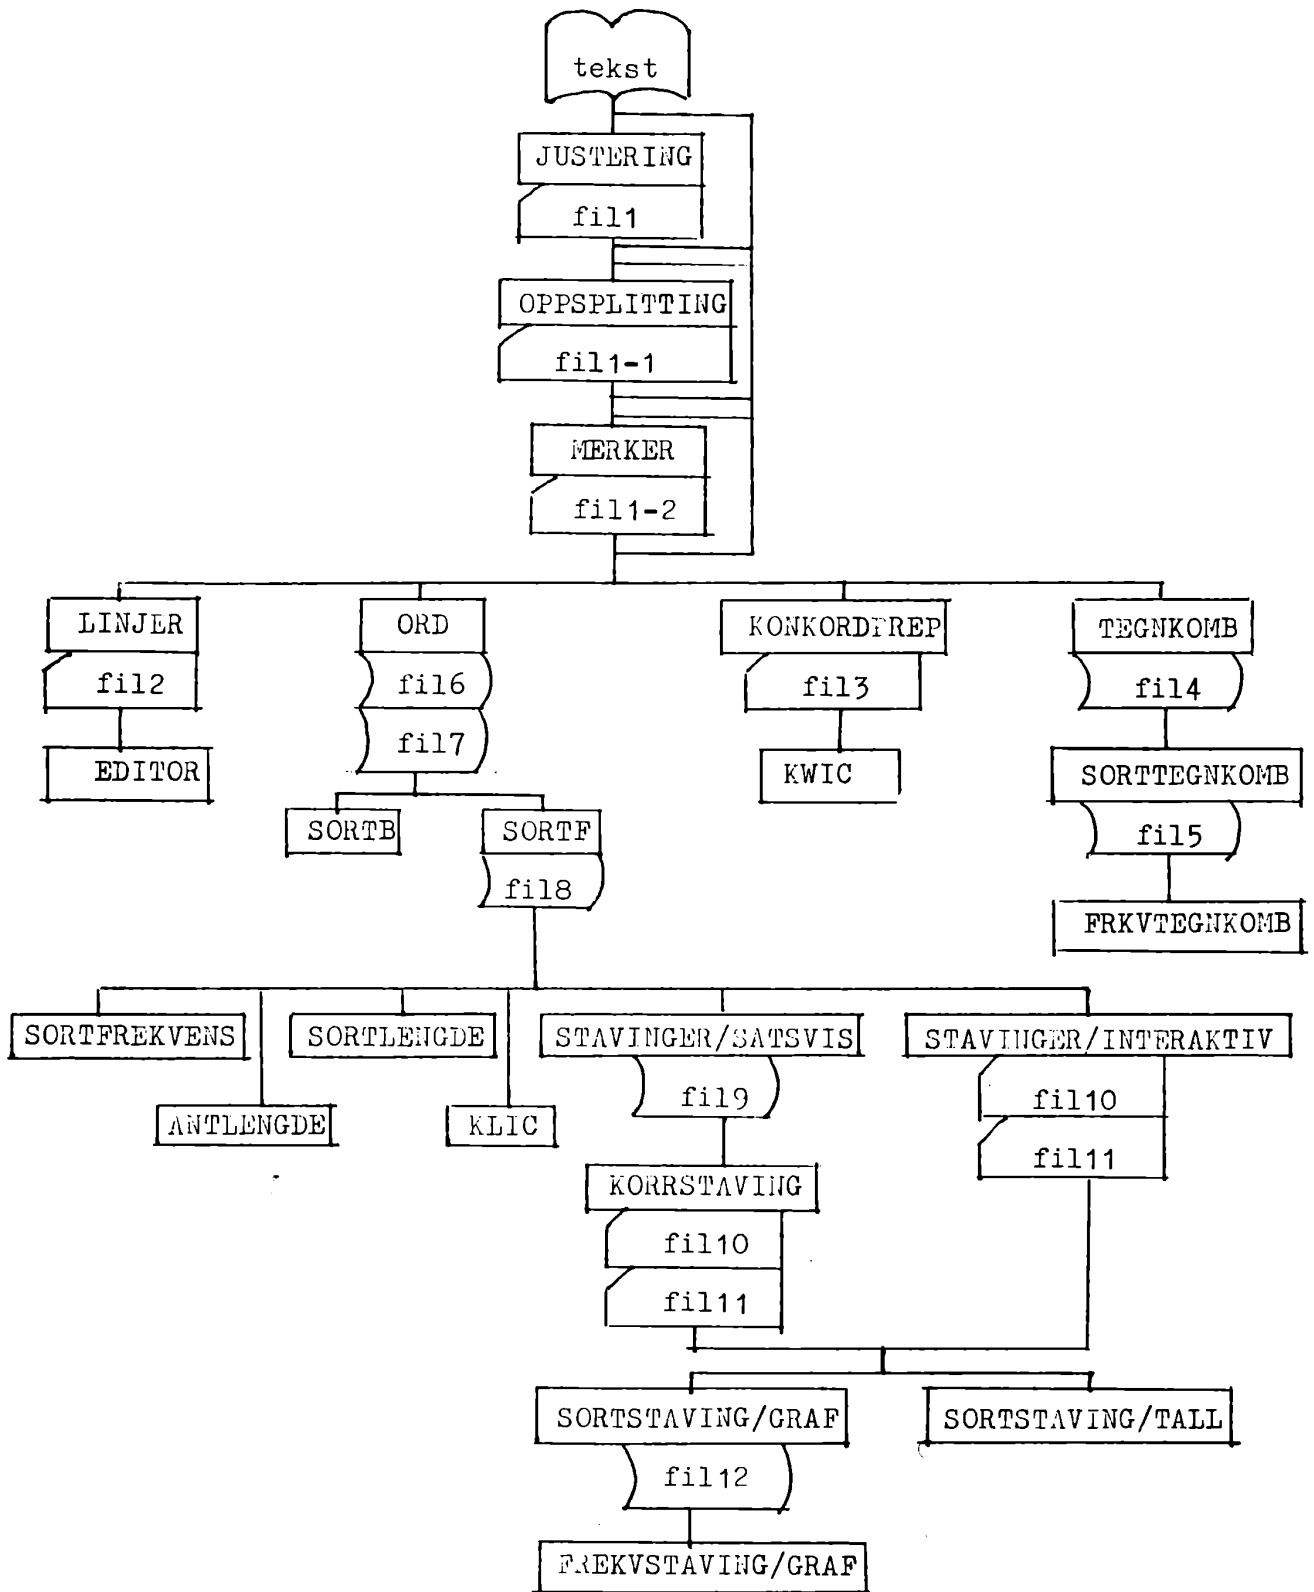 tekst
JUSTERING
fil1
OPPSPLITTING
fil1-1
MERKER
fil1-2
LINJER
ORD
KONKORDPREP
TEGNKOMB
fil2
fil6
fil3
fil4
fil7
EDITOR
KWIC
SORTTEGNKOMB
SORTB
SORTF
fil5
fil8
FRKVTEGNKOMB
SORTFREKVENS
SORTLENGDE
STAVINGER/SATSVIS
STAVINGER/INTERAKTIV
fil9
fil10
ANTLENGDE
KLIC
fil11
KORRSTAVING
fil10
fil11
SORTSTAVING/GRAF
SORTSTAVING/TALL
fil12
FREKVSTAVING/GRAF